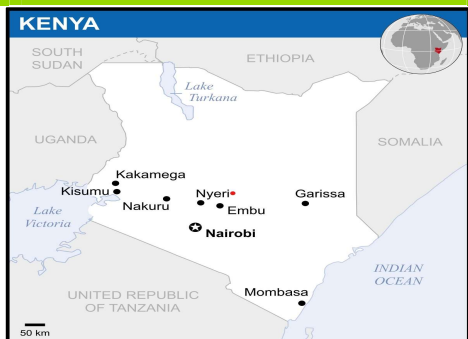 KENYA
SOUTH
SUDAN
ETHIOPIA
Lake
Turkana
UGANDA
SOMALIA
Kakamega
Kisumu
Nakuru
Nyeri
Embu
Garissa
Lake
Victoria
Nairobi
INDIAN
OCEAN
UNITED REPUBLIC
OF TANZANIA
Mombasa
50 km